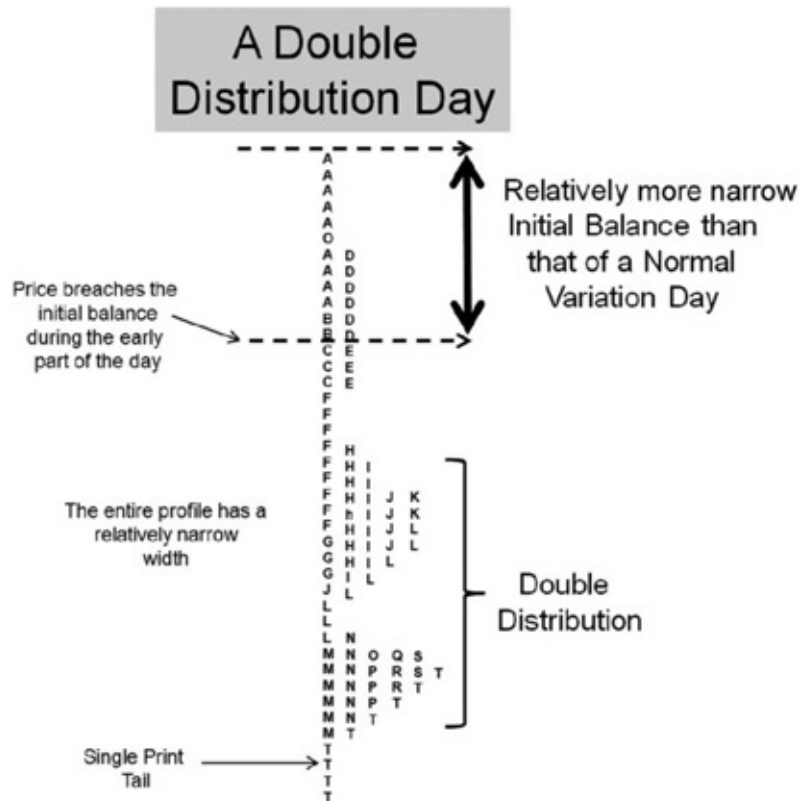 A Double
Distribution Day
Relatively more narrow
Initial Balance than
that of a Normal
Variation Day
Price breaches the
initial balance
during the early
part of the day
The entire profile has a
relatively narrow
width
Double
Distribution
Single Print
Tail
A
A
A
A
A
O
A D
A D
A D
A D
B D
B D
C E
C E
C E
F
F
F
F H
F H I
F H I
F H I J K
F h I J K
F H I J L
G H I J L
G H I L
G I L
J L
L
L
L N
M N O Q S
M N P R S T
M N P R T
M N P T
M N T
M T
T
T
T
T